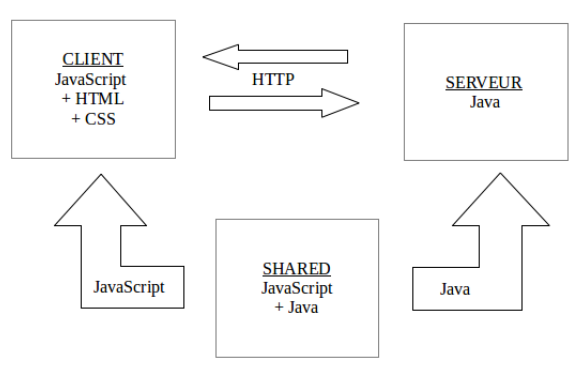 CLIENT
JavaScript
+ HTML
+ CSS
HTTP
SERVEUR
Java
JavaScript
SHARED
JavaScript
+ Java
Java